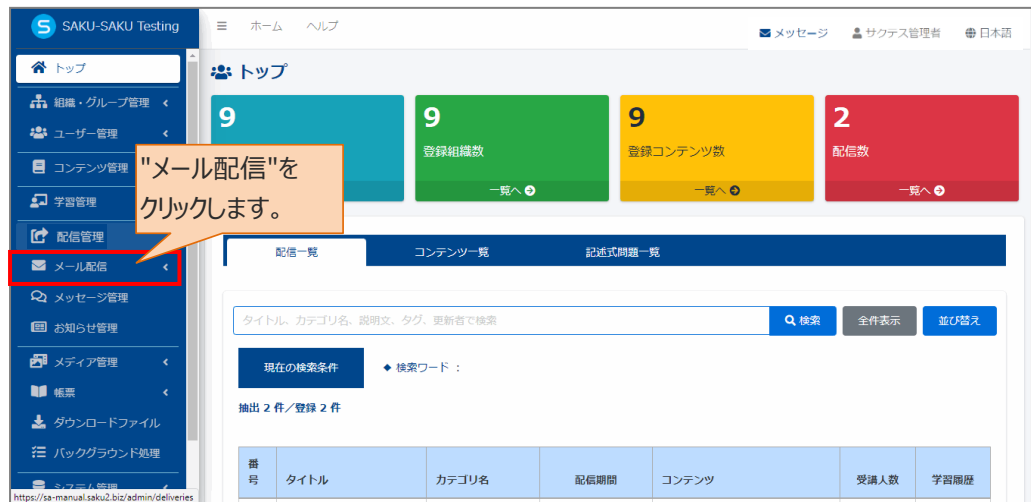 S SAKU-SAKU Testing
ホーム ヘルプ
メッセージ サクテス管理者 日本語
トップ
組織・グループ管理
ユーザー管理
コンテンツ管理
学習管理
配信管理
メール配信
メッセージ管理
お知らせ管理
メディア管理
帳票
ダウンロードファイル
バックグラウンド処理
システム管理
https://sa-manual.saku2.biz/admin/deliveries
"メール配信"を
クリックします。
トップ
9
9
登録組織数
一覧へ
9
登録コンテンツ数
一覧へ
2
配信数
一覧へ
配信一覧 コンテンツ一覧 記述式問題一覧
タイトル、カテゴリ名、説明文、タグ、更新者で検索 検索 全件表示 並び替え
現在の検索条件 ◆ 検索ワード ：
抽出 2 件／登録 2 件
番号 タイトル カテゴリ名 配信期間 コンテンツ 受講人数 学習履歴